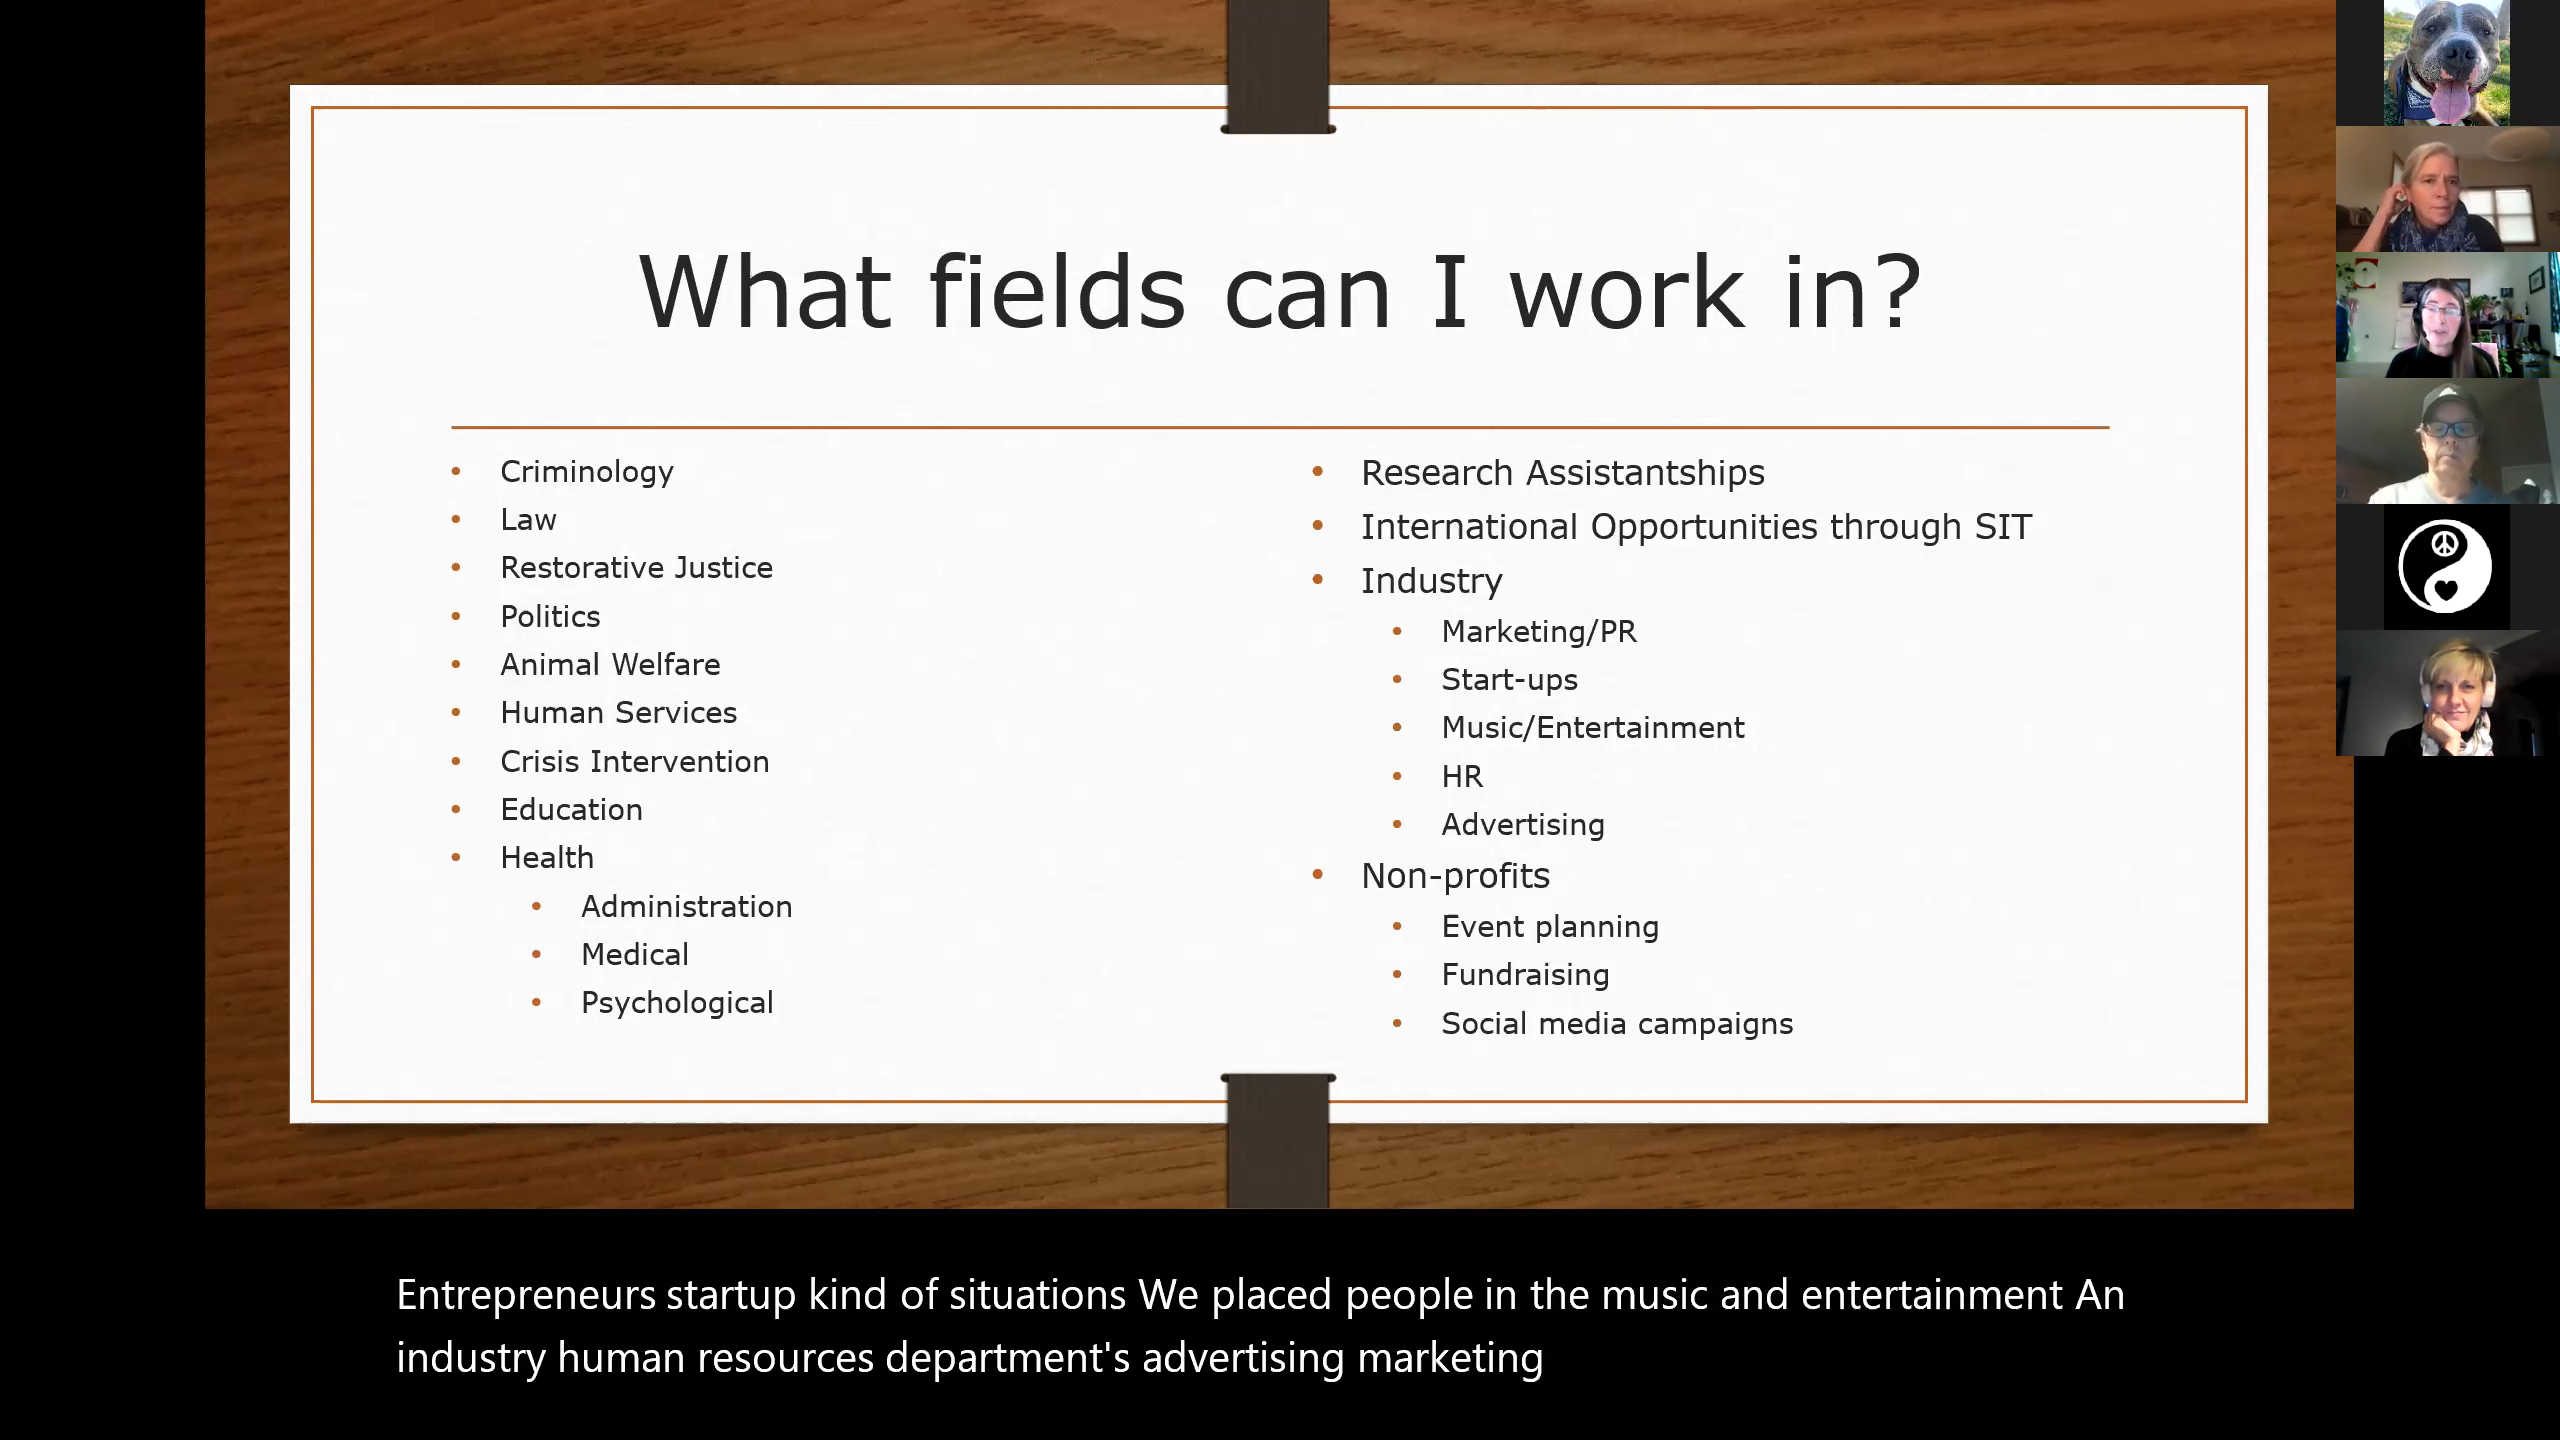 What fields can I work in?
Criminology
Law
Restorative Justice
Politics
Animal Welfare
Human Services
Crisis Intervention
Education
Health
Administration
Medical
Psychological
Research Assistantships
International Opportunities through SIT
Industry
Marketing/PR
Start-ups
Music/Entertainment
HR
Advertising
Non-profits
Event planning
Fundraising
Social media campaigns
Entrepreneurs startup kind of situations We placed people in the music and entertainment An
industry human resources department's advertising marketing